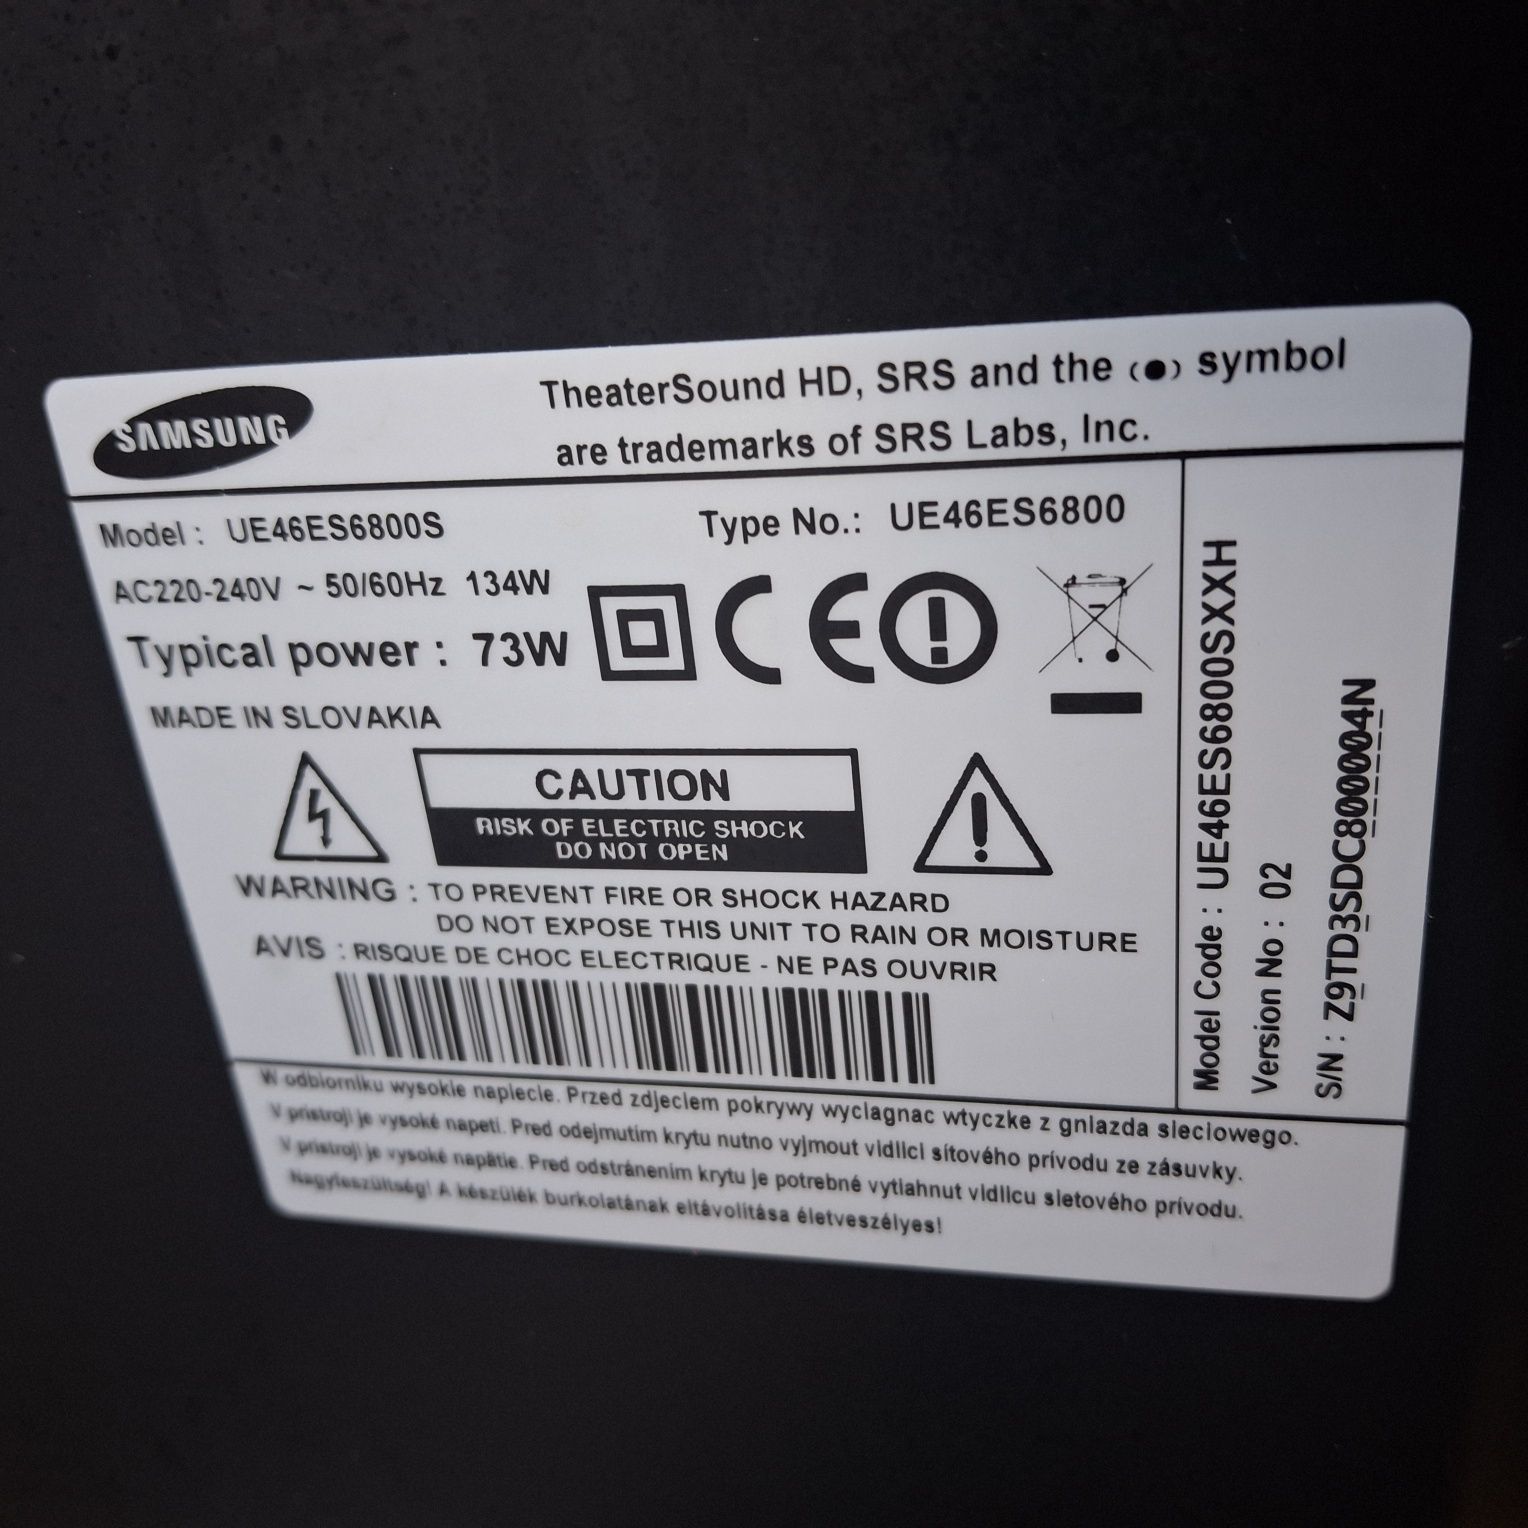 SAMSUNG
TheaterSound HD, SRS and the (●) symbol
are trademarks of SRS Labs, Inc.
Model : UE46ES6800S
Type No.: UE46ES6800
AC220-240V ~ 50/60Hz 134W
Typical power : 73W
CE
MADE IN SLOVAKIA
CAUTION
RISK OF ELECTRIC SHOCK
DO NOT OPEN
WARNING : TO PREVENT FIRE OR SHOCK HAZARD
DO NOT EXPOSE THIS UNIT TO RAIN OR MOISTURE
AVIS : RISQUE DE CHOC ELECTRIQUE - NE PAS OUVRIR
W odbiorniku wysokie napiecie. Przed zdjeciem pokrywy wyciagnac wtyczke z gniazda sieciowego.
V pristroji je vysoké napeti. Pred odejmutim krytu nutno vyjmout vidlici sítového prívodu ze zásuvky.
V pristroji je vysoké napätie. Pred odstránenim krytu je potrebné vytiahnut vidlicu sietového prívodu.
Nagyfeszültség! A készülék burkolatának eltávolítása életveszélyes!
Model Code : UE46ES6800SXXH
Version No : 02
S/N : Z9TD3SDC800004N